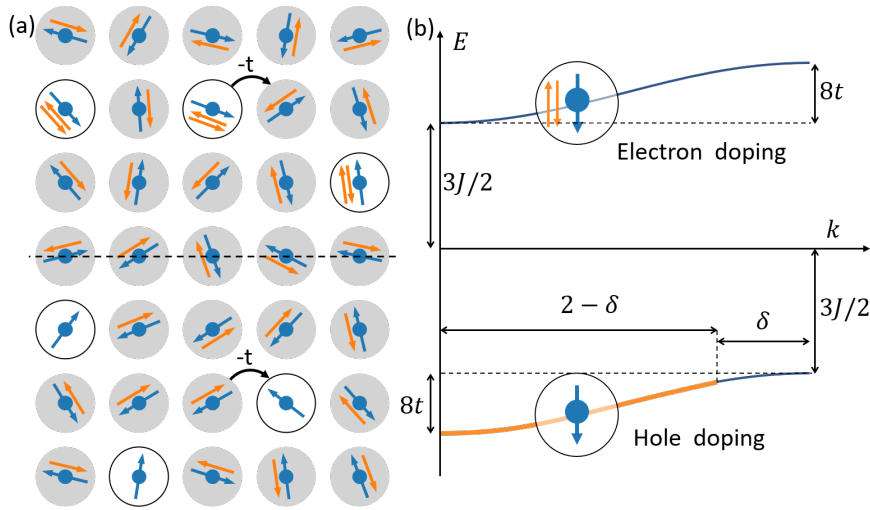 (a)
-t
-t
(b)
E
8t
Electron doping
3J/2
k
2 − δ
δ
3J/2
8t
Hole doping